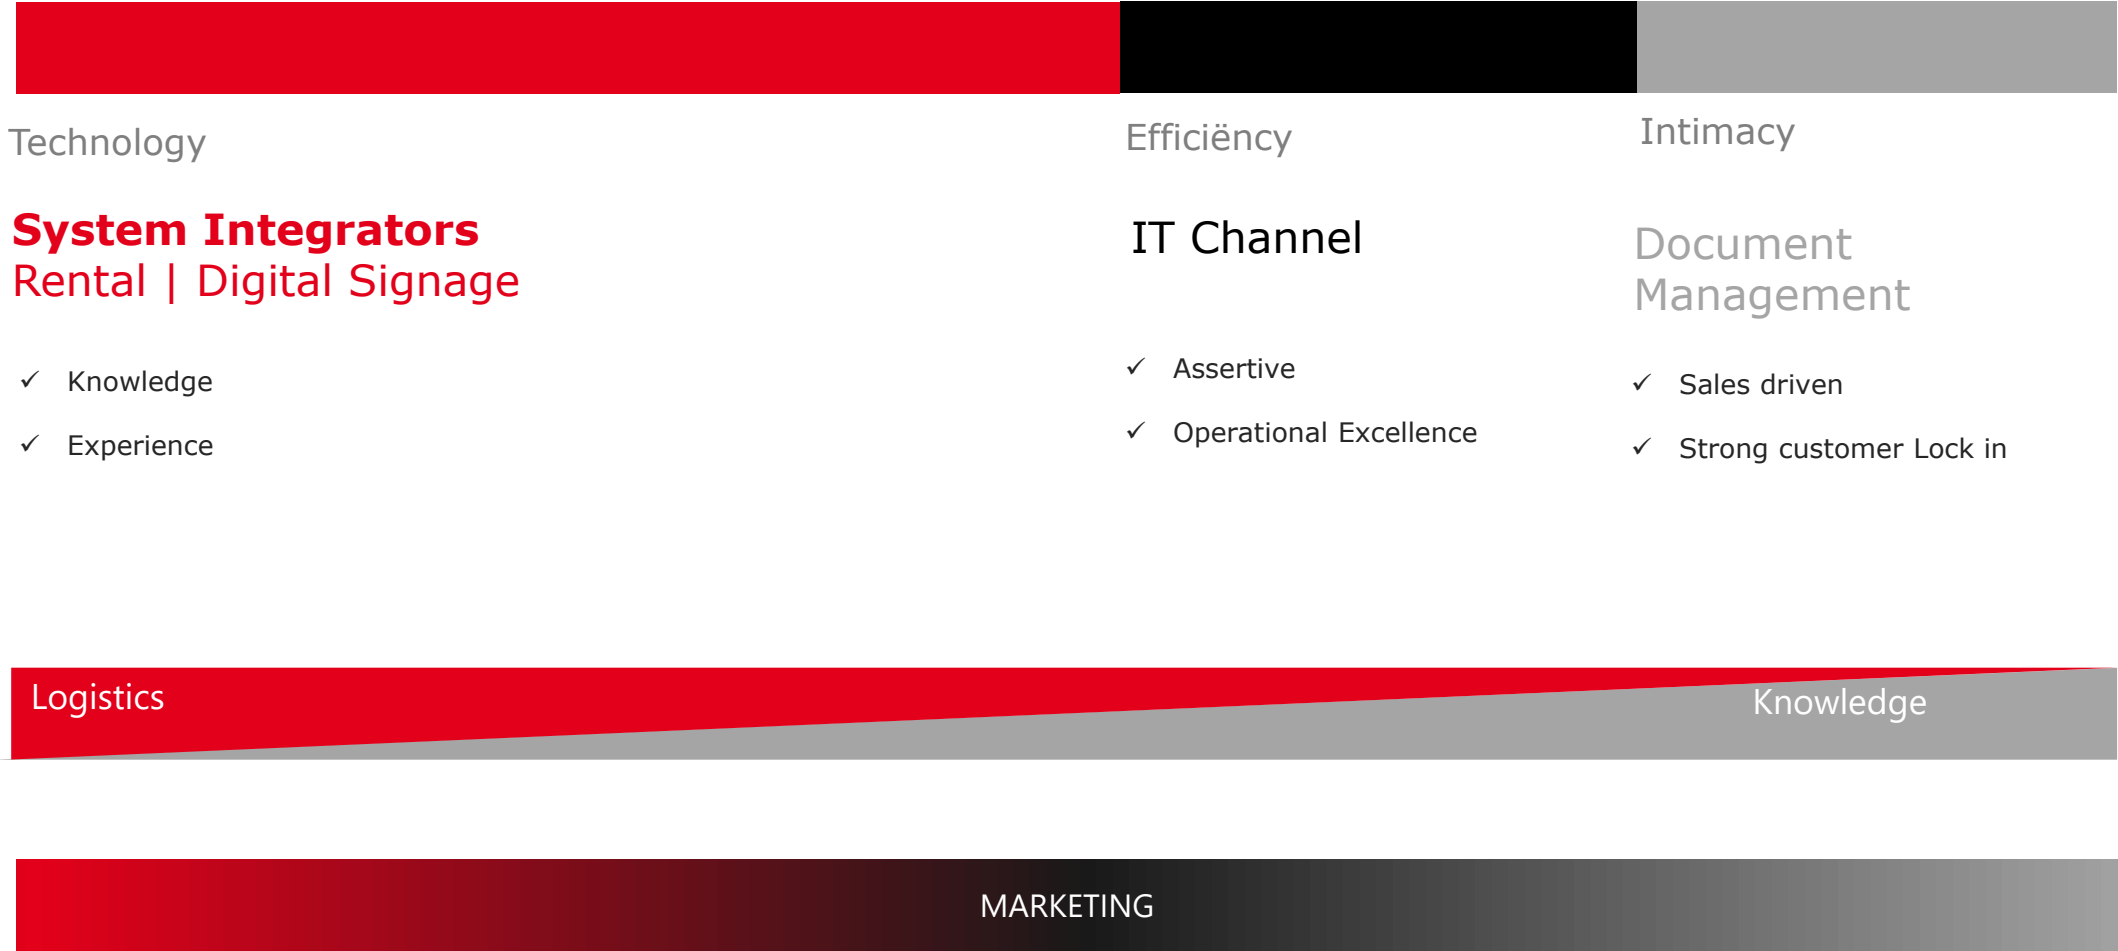 Technology
System Integrators
Rental | Digital Signage
Knowledge
Experience
Efficiëncy
IT Channel
Assertive
Operational Excellence
Intimacy
Document
Management
Sales driven
Strong customer Lock in
Logistics
Knowledge
MARKETING